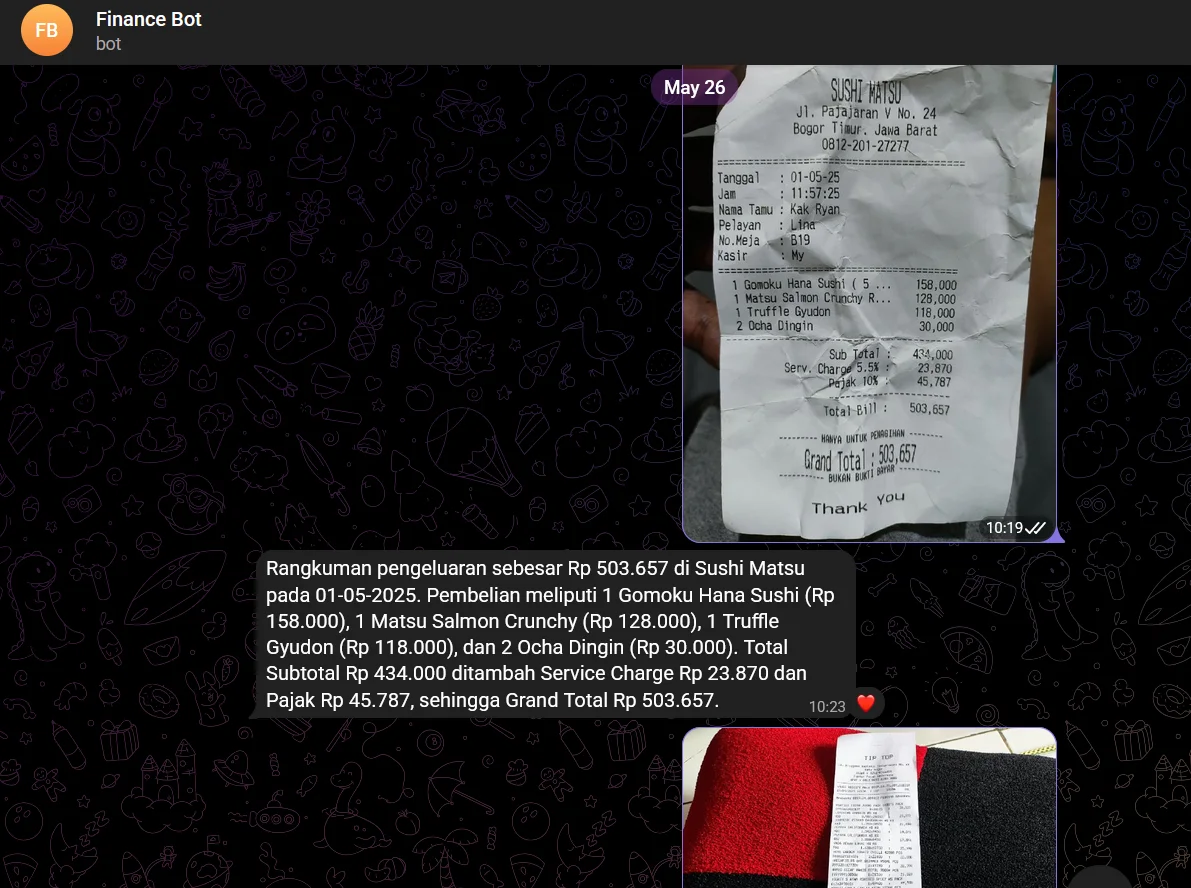 FB
Finance Bot
bot
May 26
SUSHI MATSU
Jl. Pajajaran V No. 24
Bogor Timur. Jawa Barat
0812-201-27277
Tanggal : 01-05-25
Jam : 11:57:25
Nama Tamu : Kak Ryan
Pelayan : Lina
No.Meja : B19
Kasir : My
1 Gomoku Hana Sushi ( 5 ... 158,000
1 Matsu Salmon Crunchy R... 128,000
1 Truffle Gyudon 118,000
2 Ocha Dingin 30,000
Sub Total : 434,000
Serv. Charge 5.5% : 23,870
Pajak 10% : 45,787
Total Bill : 503,657
HANYA UNTUK PENAGIHAN
Grand Total : 503,657
BUKAN BUKTI BAYAR
Thank You
10:19
Rangkuman pengeluaran sebesar Rp 503.657 di Sushi Matsu
pada 01-05-2025. Pembelian meliputi 1 Gomoku Hana Sushi (Rp
158.000), 1 Matsu Salmon Crunchy (Rp 128.000), 1 Truffle
Gyudon (Rp 118.000), dan 2 Ocha Dingin (Rp 30.000). Total
Subtotal Rp 434.000 ditambah Service Charge Rp 23.870 dan
Pajak Rp 45.787, sehingga Grand Total Rp 503.657.
10:23
TIP TOP